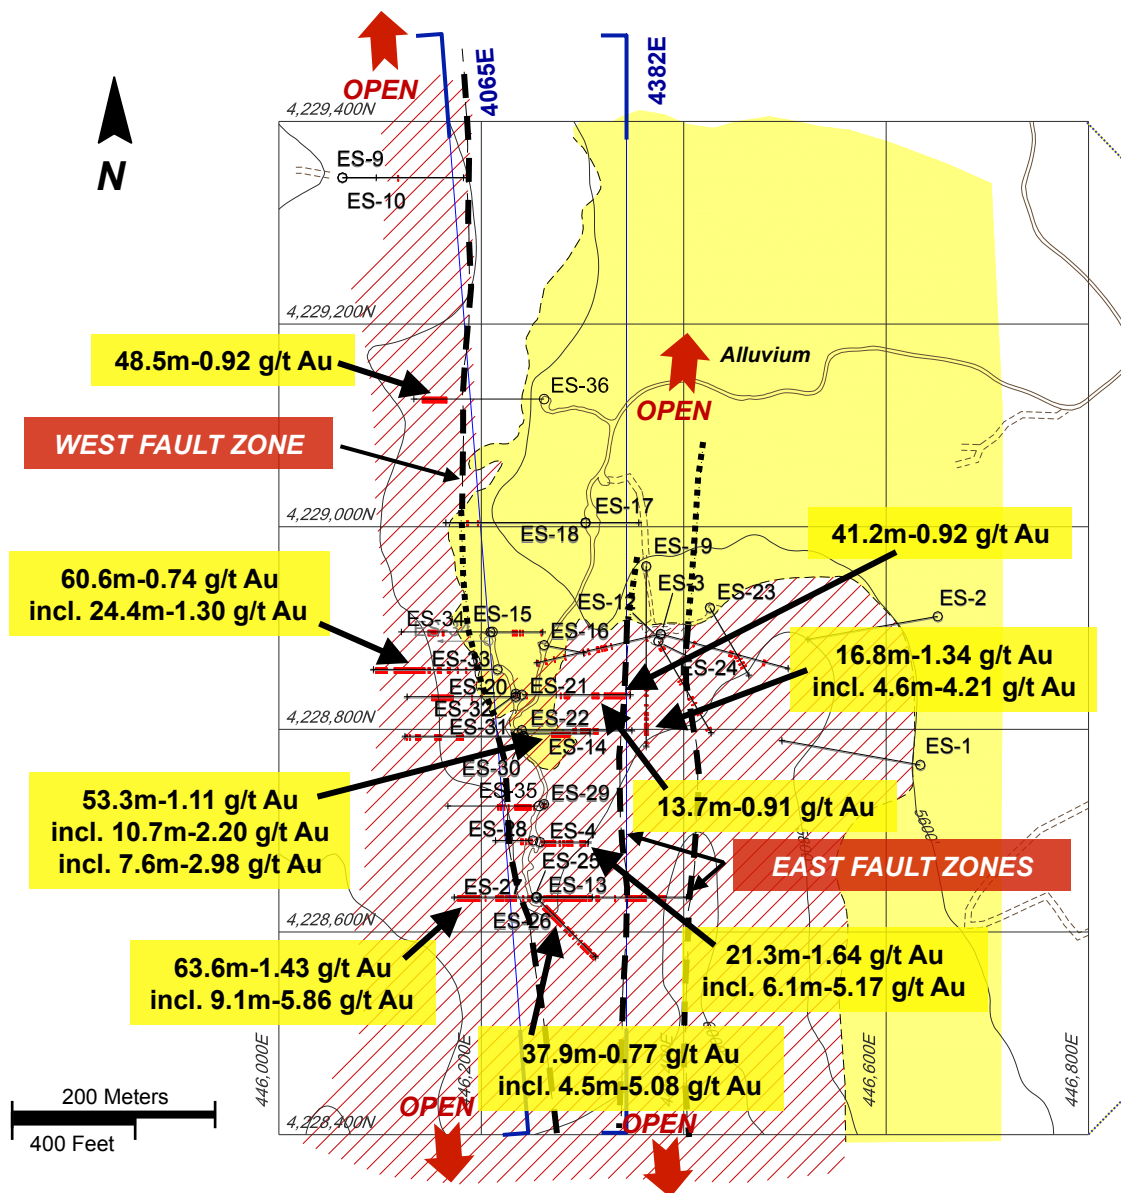 OPEN
4065E
4382E
4,229,400N
N
ES-9
ES-10
4,229,200N
48.5m-0.92 g/t Au
Alluvium
ES-36
OPEN
WEST FAULT ZONE
4,229,000N
ES-17
ES-18
41.2m-0.92 g/t Au
ES-19
60.6m-0.74 g/t Au
incl. 24.4m-1.30 g/t Au
ES-3
ES-23
ES-12
ES-2
ES-34
ES-15
ES-16
ES-33
ES-24
16.8m-1.34 g/t Au
incl. 4.6m-4.21 g/t Au
ES-20
ES-21
ES-32
4,228,800N
ES-31
ES-22
ES-14
ES-1
ES-30
53.3m-1.11 g/t Au
incl. 10.7m-2.20 g/t Au
incl. 7.6m-2.98 g/t Au
ES-35
ES-29
13.7m-0.91 g/t Au
5600'
ES-28
ES-4
ES-25
EAST FAULT ZONES
ES-27
ES-13
ES-26
4,228,600N
63.6m-1.43 g/t Au
incl. 9.1m-5.86 g/t Au
21.3m-1.64 g/t Au
incl. 6.1m-5.17 g/t Au
37.9m-0.77 g/t Au
incl. 4.5m-5.08 g/t Au
446,000E
446,200E
446,600E
446,800E
200 Meters
400 Feet
OPEN
OPEN
4,228,400N